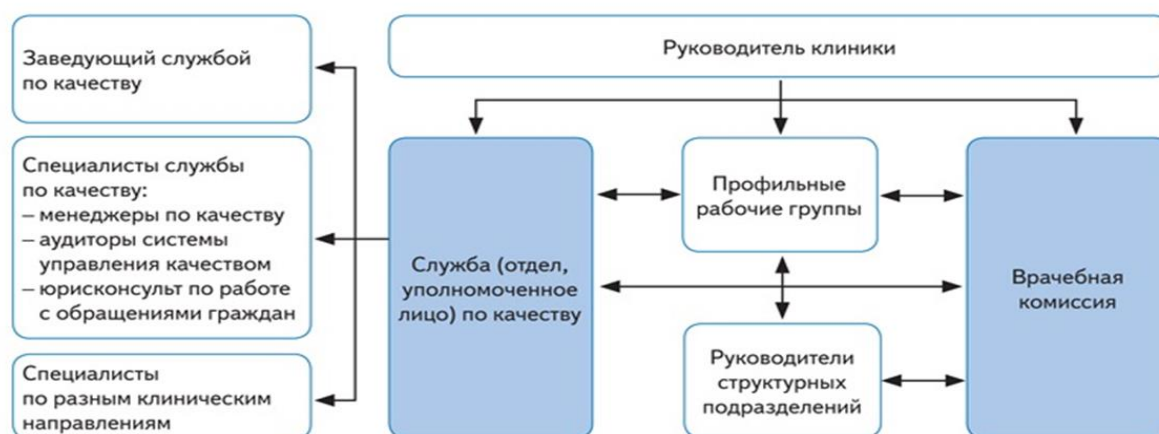 Заведующий службой
по качеству
Специалисты службы
по качеству:
– менеджеры по качеству
– аудиторы системы
управления качеством
– юрисконсульт по работе
с обращениями граждан
Специалисты
по разным клиническим
направлениям
Руководитель клиники
Служба (отдел,
уполномоченное
лицо) по качеству
Профильные
рабочие группы
Руководители
структурных
подразделений
Врачебная
комиссия